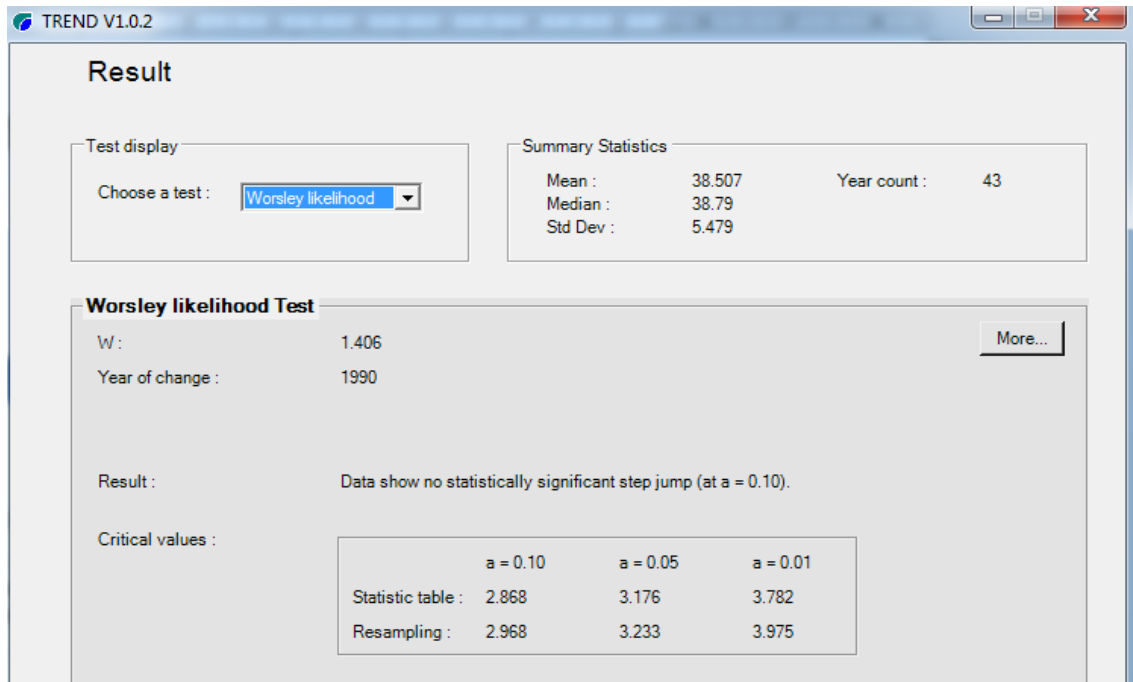 TREND V1.0.2
Result
Test display
Choose a test : Worsley likelihood
Summary Statistics
Mean : 38.507 Year count : 43
Median : 38.79
Std Dev : 5.479
Worsley likelihood Test
W : 1.406
More...
Year of change : 1990
Result : Data show no statistically significant step jump (at a = 0.10).
Critical values :
a = 0.10 a = 0.05 a = 0.01
Statistic table : 2.868 3.176 3.782
Resampling : 2.968 3.233 3.975